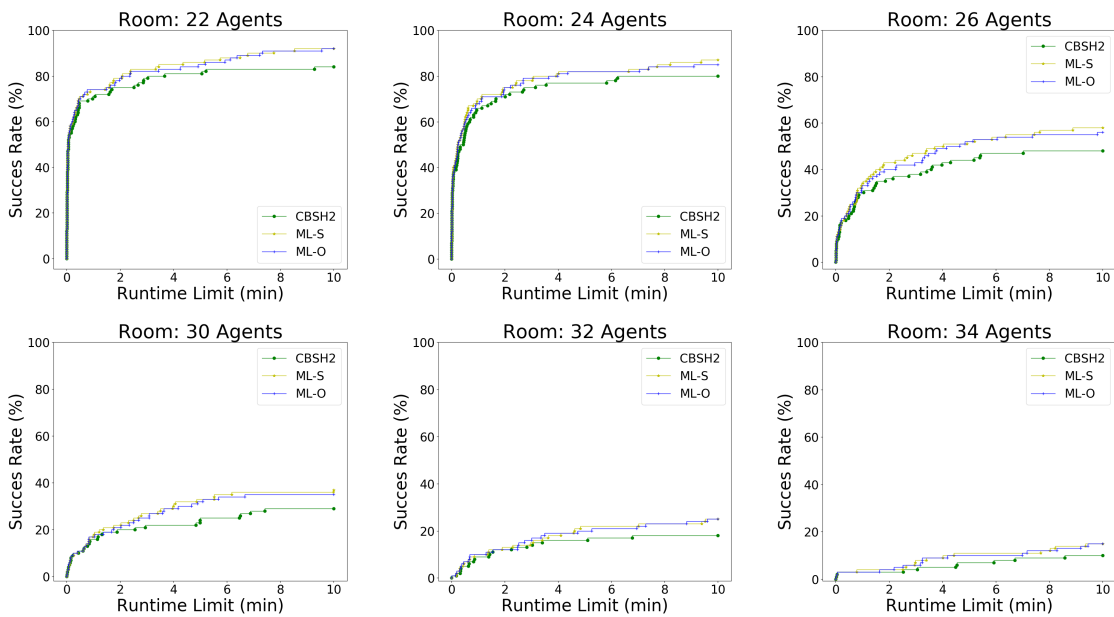 Room: 22 Agents
100
80
60
40
20
0
Succes Rate (%)
CBSH2
ML-S
ML-O
0 2 4 6 8 10
Runtime Limit (min)
Room: 24 Agents
100
80
60
40
20
0
Succes Rate (%)
CBSH2
ML-S
ML-O
0 2 4 6 8 10
Runtime Limit (min)
Room: 26 Agents
100
80
60
40
20
0
Succes Rate (%)
CBSH2
ML-S
ML-O
0 2 4 6 8 10
Runtime Limit (min)
Room: 30 Agents
100
80
60
40
20
0
Succes Rate (%)
CBSH2
ML-S
ML-O
0 2 4 6 8 10
Runtime Limit (min)
Room: 32 Agents
100
80
60
40
20
0
Succes Rate (%)
CBSH2
ML-S
ML-O
0 2 4 6 8 10
Runtime Limit (min)
Room: 34 Agents
100
80
60
40
20
0
Succes Rate (%)
CBSH2
ML-S
ML-O
0 2 4 6 8 10
Runtime Limit (min)